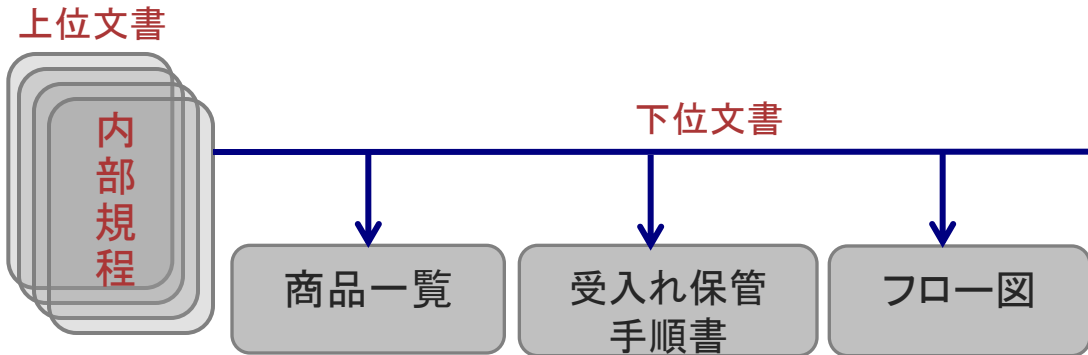 上位文書
内部規程
下位文書
商品一覧
受入れ保管
手順書
フロー図